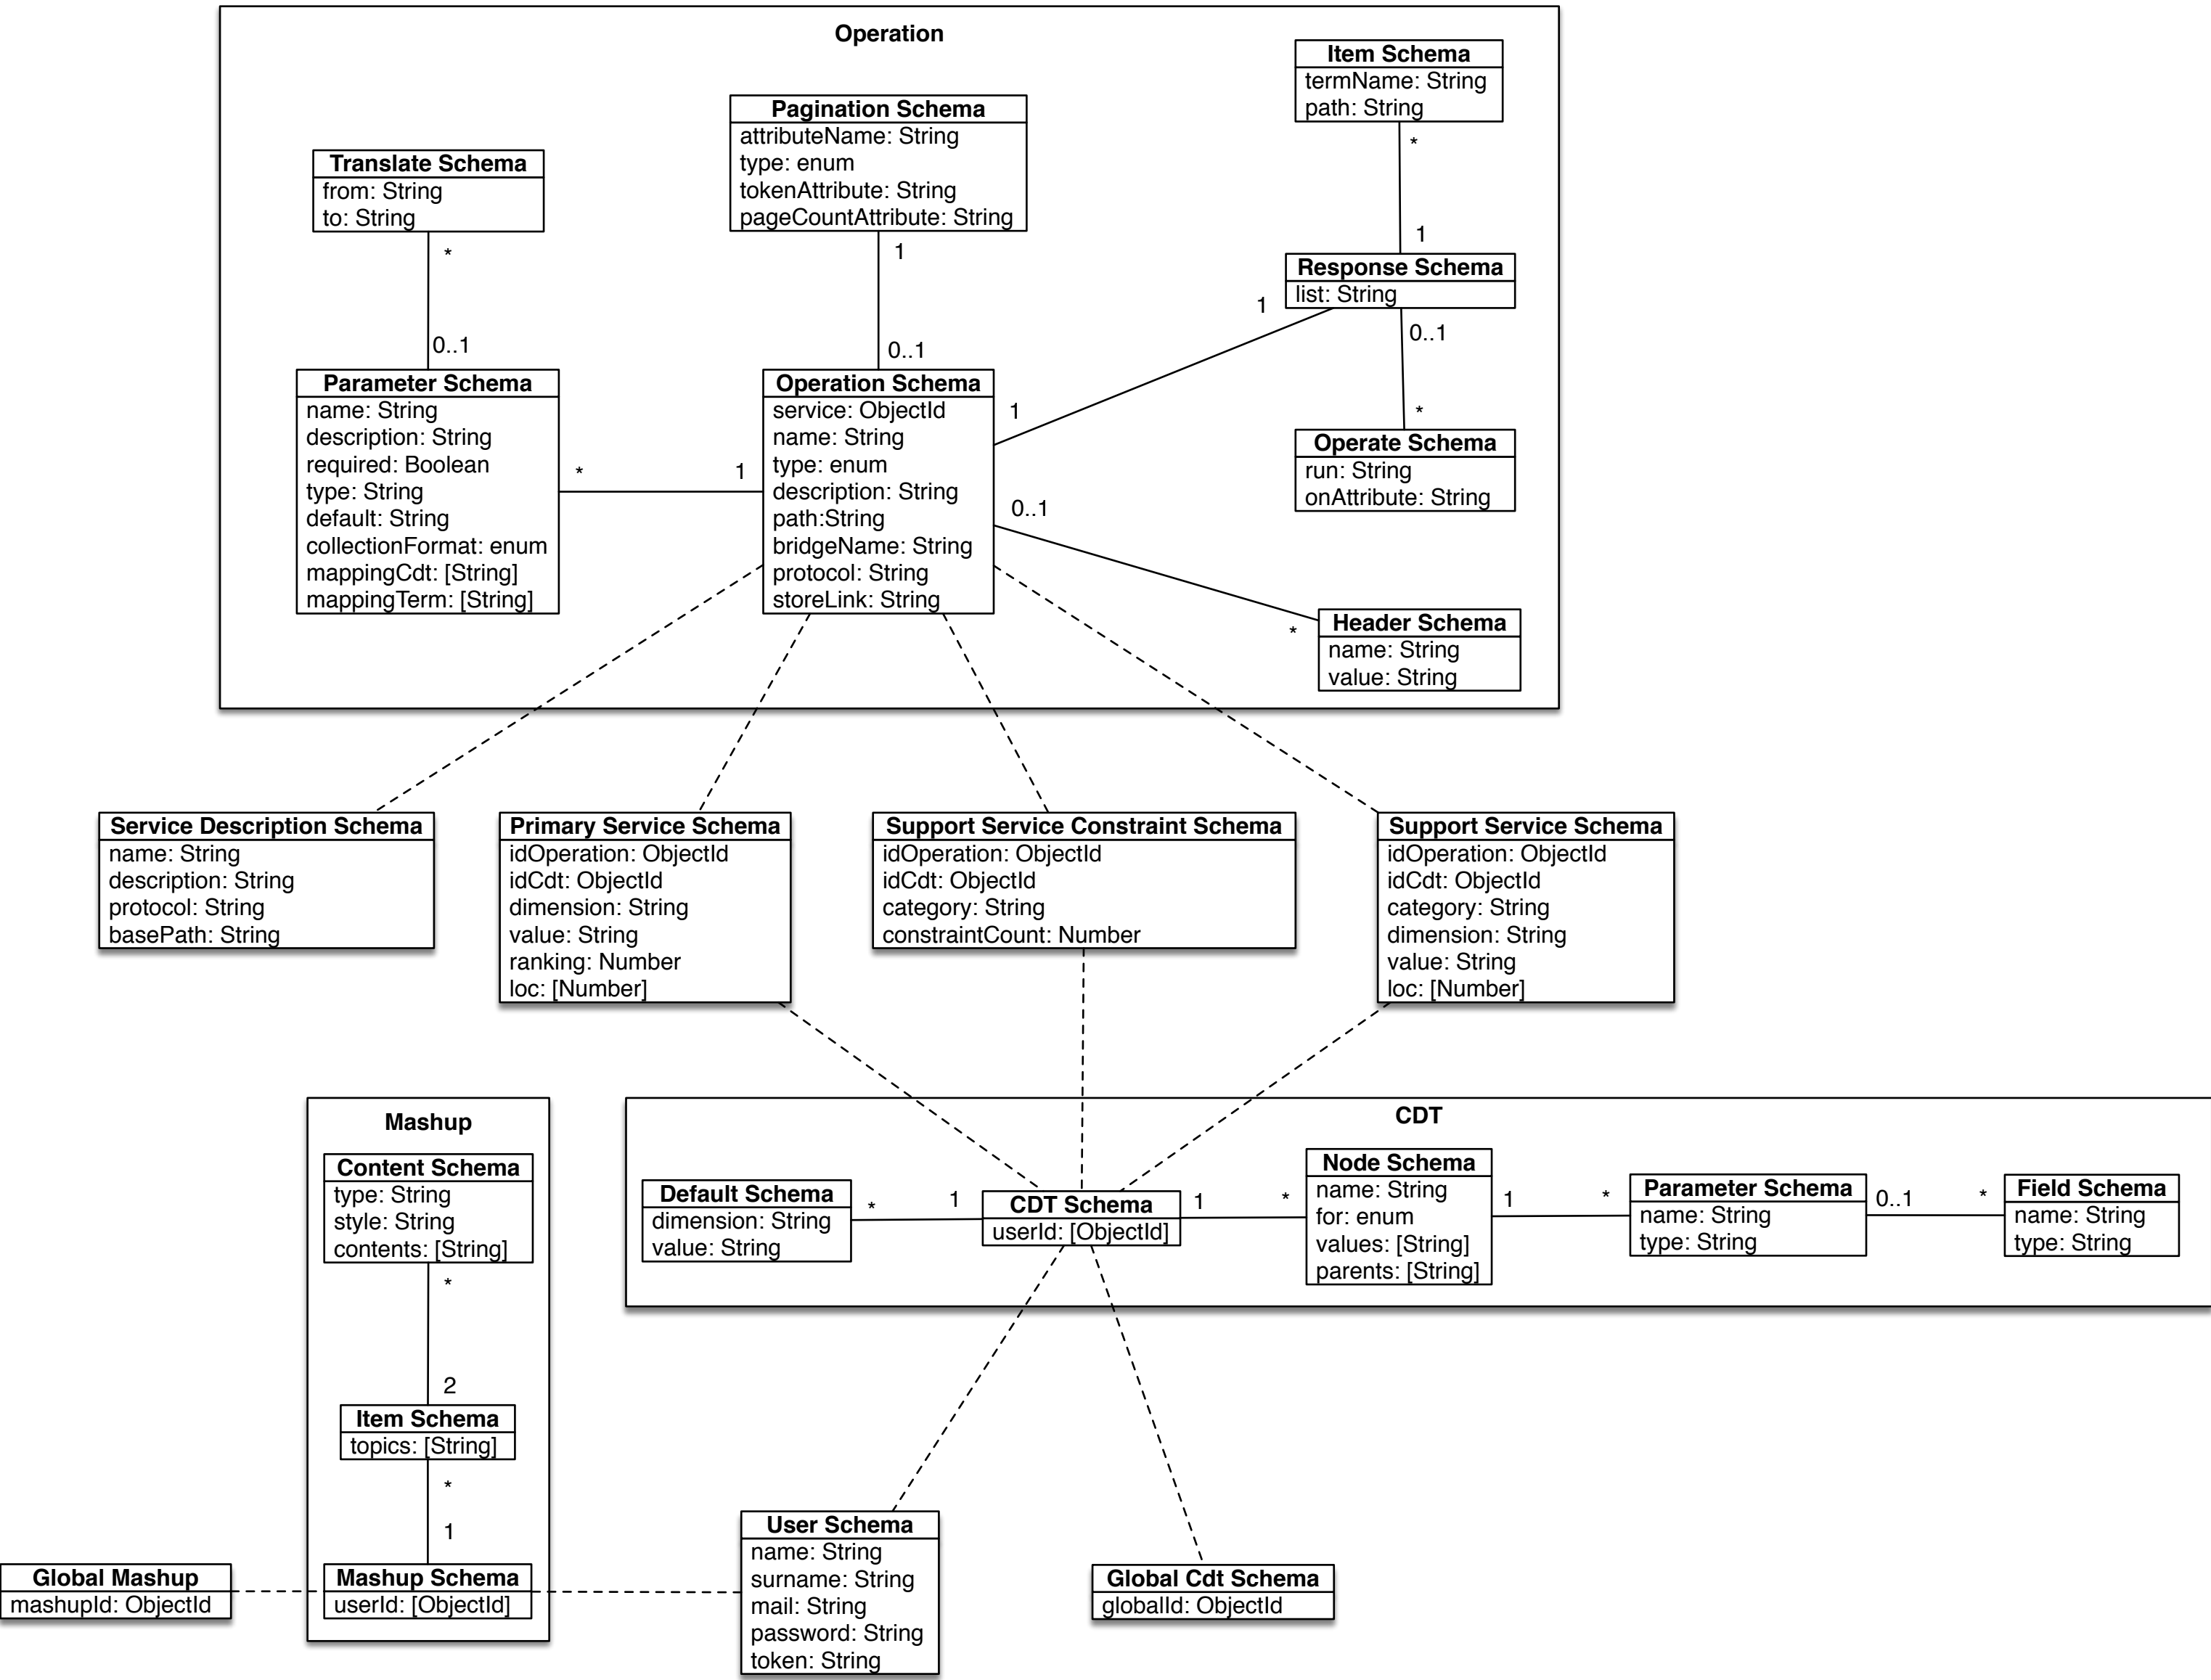 Operation
Item Schema
termName: String
path: String
*
1
Pagination Schema
attributeName: String
type: enum
tokenAttribute: String
pageCountAttribute: String
1
0..1
Translate Schema
from: String
to: String
*
0..1
Response Schema
list: String
1
1
0..1
*
Parameter Schema
name: String
description: String
required: Boolean
type: String
default: String
collectionFormat: enum
mappingCdt: [String]
mappingTerm: [String]
*
1
Operation Schema
service: ObjectId
name: String
type: enum
description: String
path:String
bridgeName: String
protocol: String
storeLink: String
0..1
*
Operate Schema
run: String
onAttribute: String
Header Schema
name: String
value: String
Service Description Schema
name: String
description: String
protocol: String
basePath: String
Primary Service Schema
idOperation: ObjectId
idCdt: ObjectId
dimension: String
value: String
ranking: Number
loc: [Number]
Support Service Constraint Schema
idOperation: ObjectId
idCdt: ObjectId
category: String
constraintCount: Number
Support Service Schema
idOperation: ObjectId
idCdt: ObjectId
category: String
dimension: String
value: String
loc: [Number]
Mashup
Content Schema
type: String
style: String
contents: [String]
*
2
Item Schema
topics: [String]
*
1
Mashup Schema
userId: [ObjectId]
Global Mashup
mashupId: ObjectId
CDT
Default Schema
dimension: String
value: String
*
1
CDT Schema
userId: [ObjectId]
1
*
Node Schema
name: String
for: enum
values: [String]
parents: [String]
1
*
Parameter Schema
name: String
type: String
0..1
*
Field Schema
name: String
type: String
User Schema
name: String
surname: String
mail: String
password: String
token: String
Global Cdt Schema
globalId: ObjectId